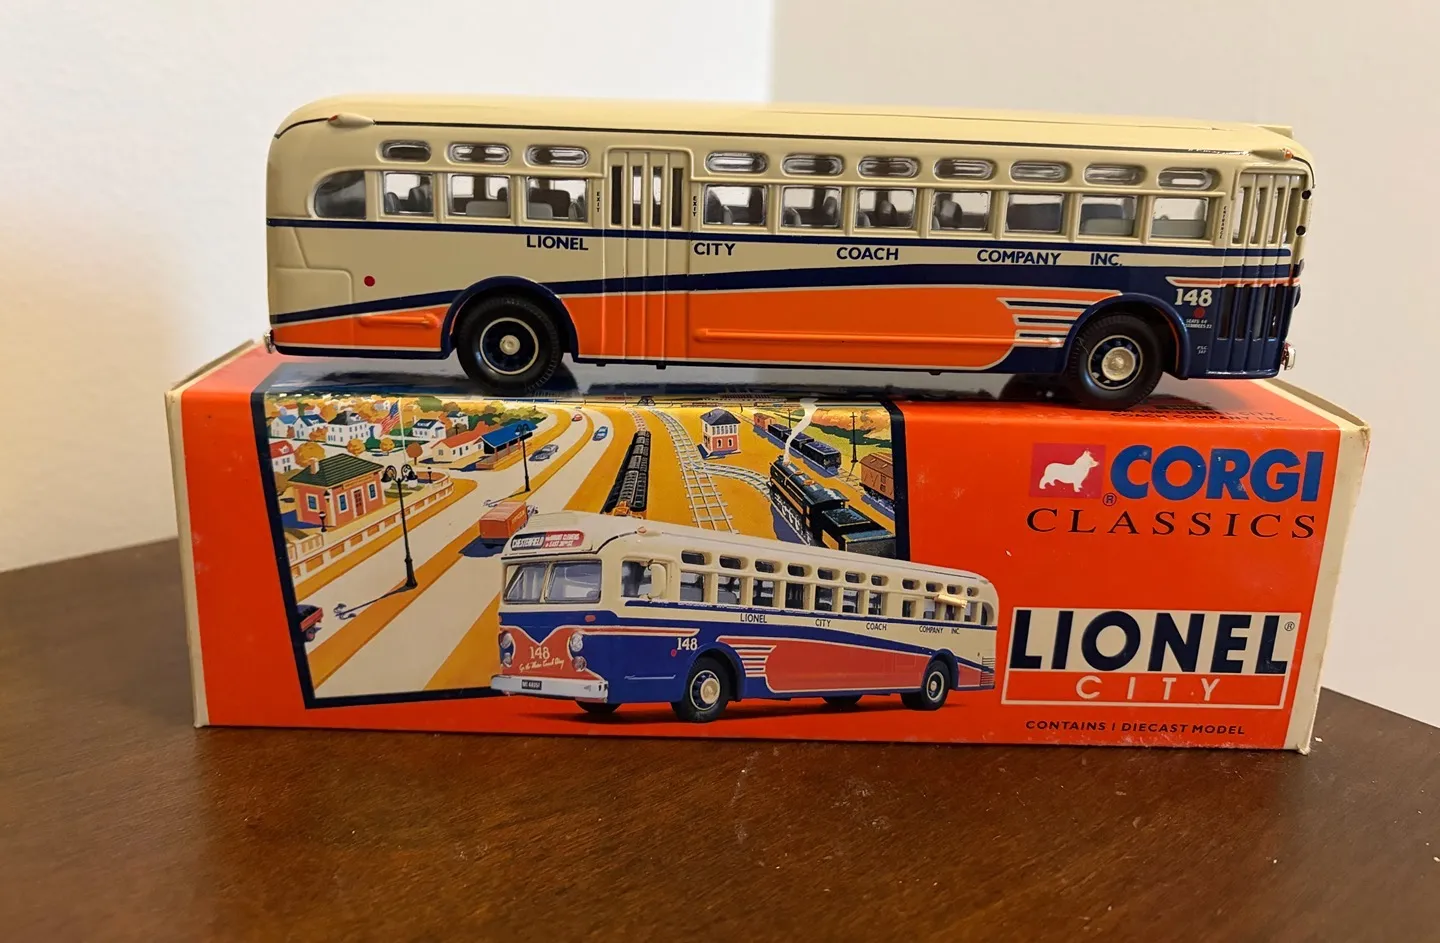 EXIT
EXIT
ENTRANCE
LIONEL CITY COACH COMPANY INC.
148
CORGI
®
CLASSICS
LIONEL
®
CITY
CONTAINS 1 DIECAST MODEL
CHESTERFIELD
LIONEL CITY COACH COMPANY INC
148
148